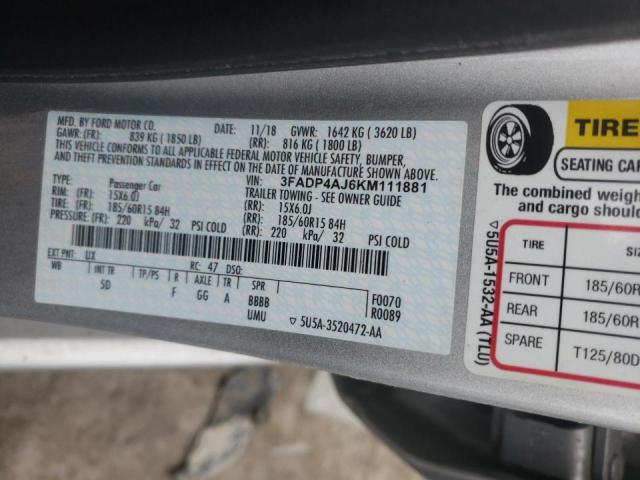 MFD. BY FORD MOTOR CO.
DATE: 11/18 GVWR: 1642 KG ( 3620 LB)
GAWR: (FR): 839 KG ( 1850 LB) (RR): 816 KG ( 1800 LB)
THIS VEHICLE CONFORMS TO ALL APPLICABLE FEDERAL MOTOR VEHICLE SAFETY, BUMPER,
AND THEFT PREVENTION STANDARDS IN EFFECT ON THE DATE OF MANUFACTURE SHOWN ABOVE.
VIN: 3FADP4AJ6KM111881
TYPE: Passenger Car TRAILER TOWING - SEE OWNER GUIDE
RIM: (FR): 15X6.0J (RR): 15X6.0J
TIRE: (FR): 185/60R15 84H (RR): 185/60R15 84H
PRESSURE: (FR): 220 kPa/ 32 PSI COLD (RR): 220 kPa/ 32 PSI COLD
EXT PNT: UX RC: 47 DSO:
WB INT TR TP/PS R AXLE TR SPR
5D F GG A BBBB F0070
UMU R0089
▽ 5U5A-3520472-AA
TIRE
SEATING CAPA
The combined weigh
and cargo shou
TIRE SI
FRONT 185/60R
REAR 185/60R
SPARE T125/80D
▽5U5A-1532-AA (TLU)